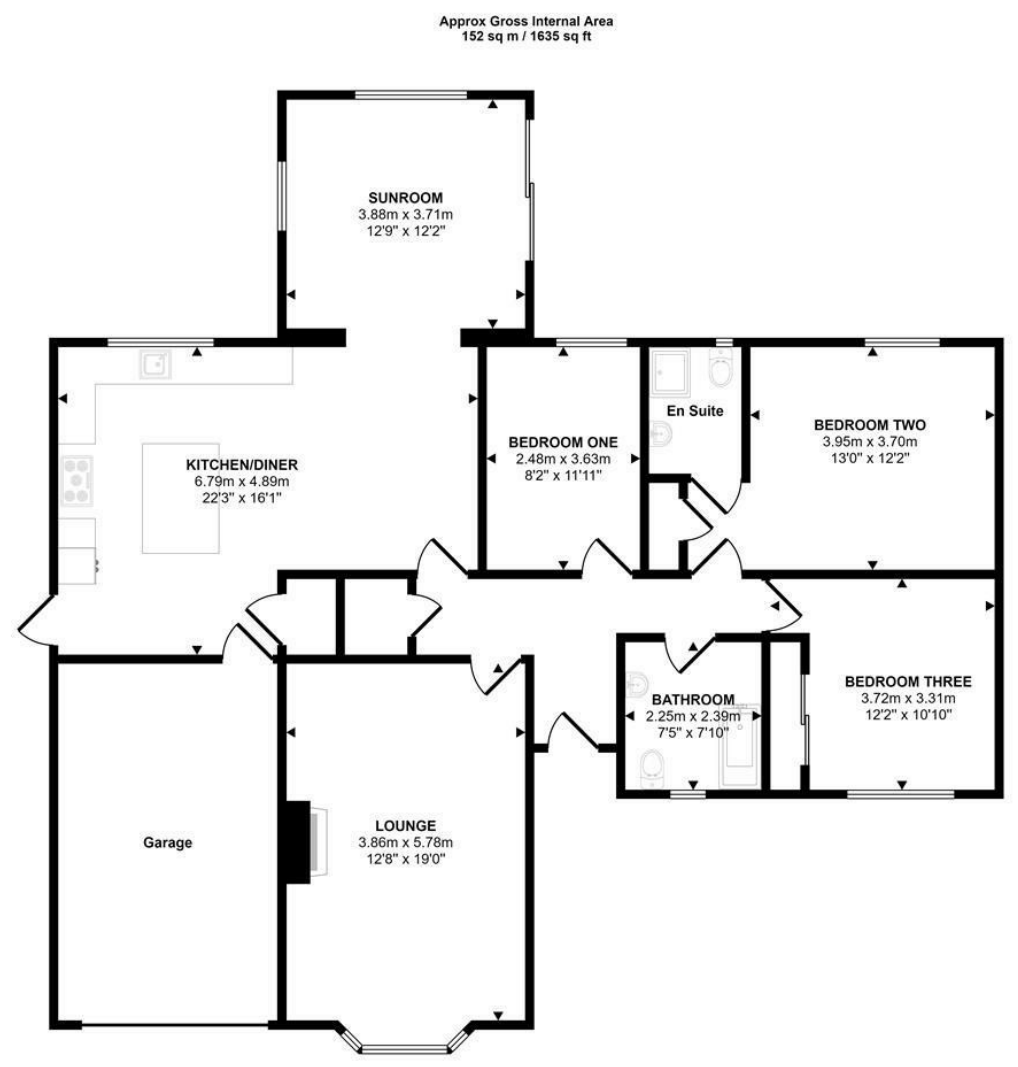 Approx Gross Internal Area
152 sq m / 1635 sq ft
SUNROOM
3.88m x 3.71m
12'9" x 12'2"
En Suite
BEDROOM TWO
3.95m x 3.70m
13'0" x 12'2"
BEDROOM ONE
2.48m x 3.63m
8'2" x 11'11"
KITCHEN/DINER
6.79m x 4.89m
22'3" x 16'1"
BEDROOM THREE
3.72m x 3.31m
12'2" x 10'10"
BATHROOM
2.25m x 2.39m
7'5" x 7'10"
LOUNGE
3.86m x 5.78m
12'8" x 19'0"
Garage